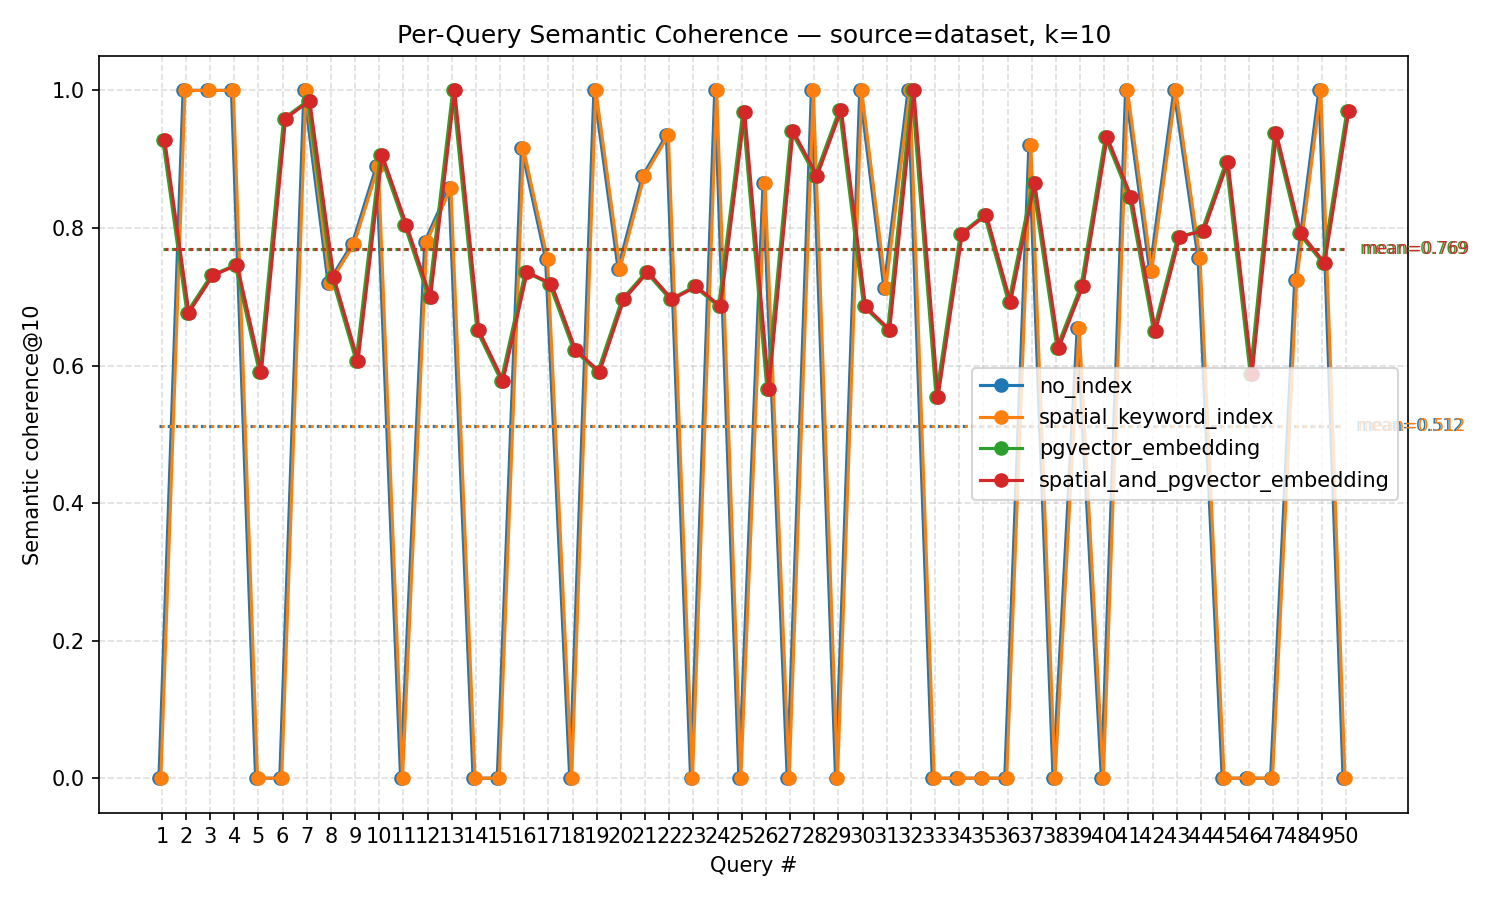 Per-Query Semantic Coherence — source=dataset, k=10
Semantic coherence@10
1.0
0.8
0.6
0.4
0.2
0.0
mean=0.769
mean=0.512
no_index
spatial_keyword_index
pgvector_embedding
spatial_and_pgvector_embedding
1 2 3 4 5 6 7 8 9 10 11 12 13 14 15 16 17 18 19 20 21 22 23 24 25 26 27 28 29 30 31 32 33 34 35 36 37 38 39 40 41 42 43 44 45 46 47 48 49 50
Query #